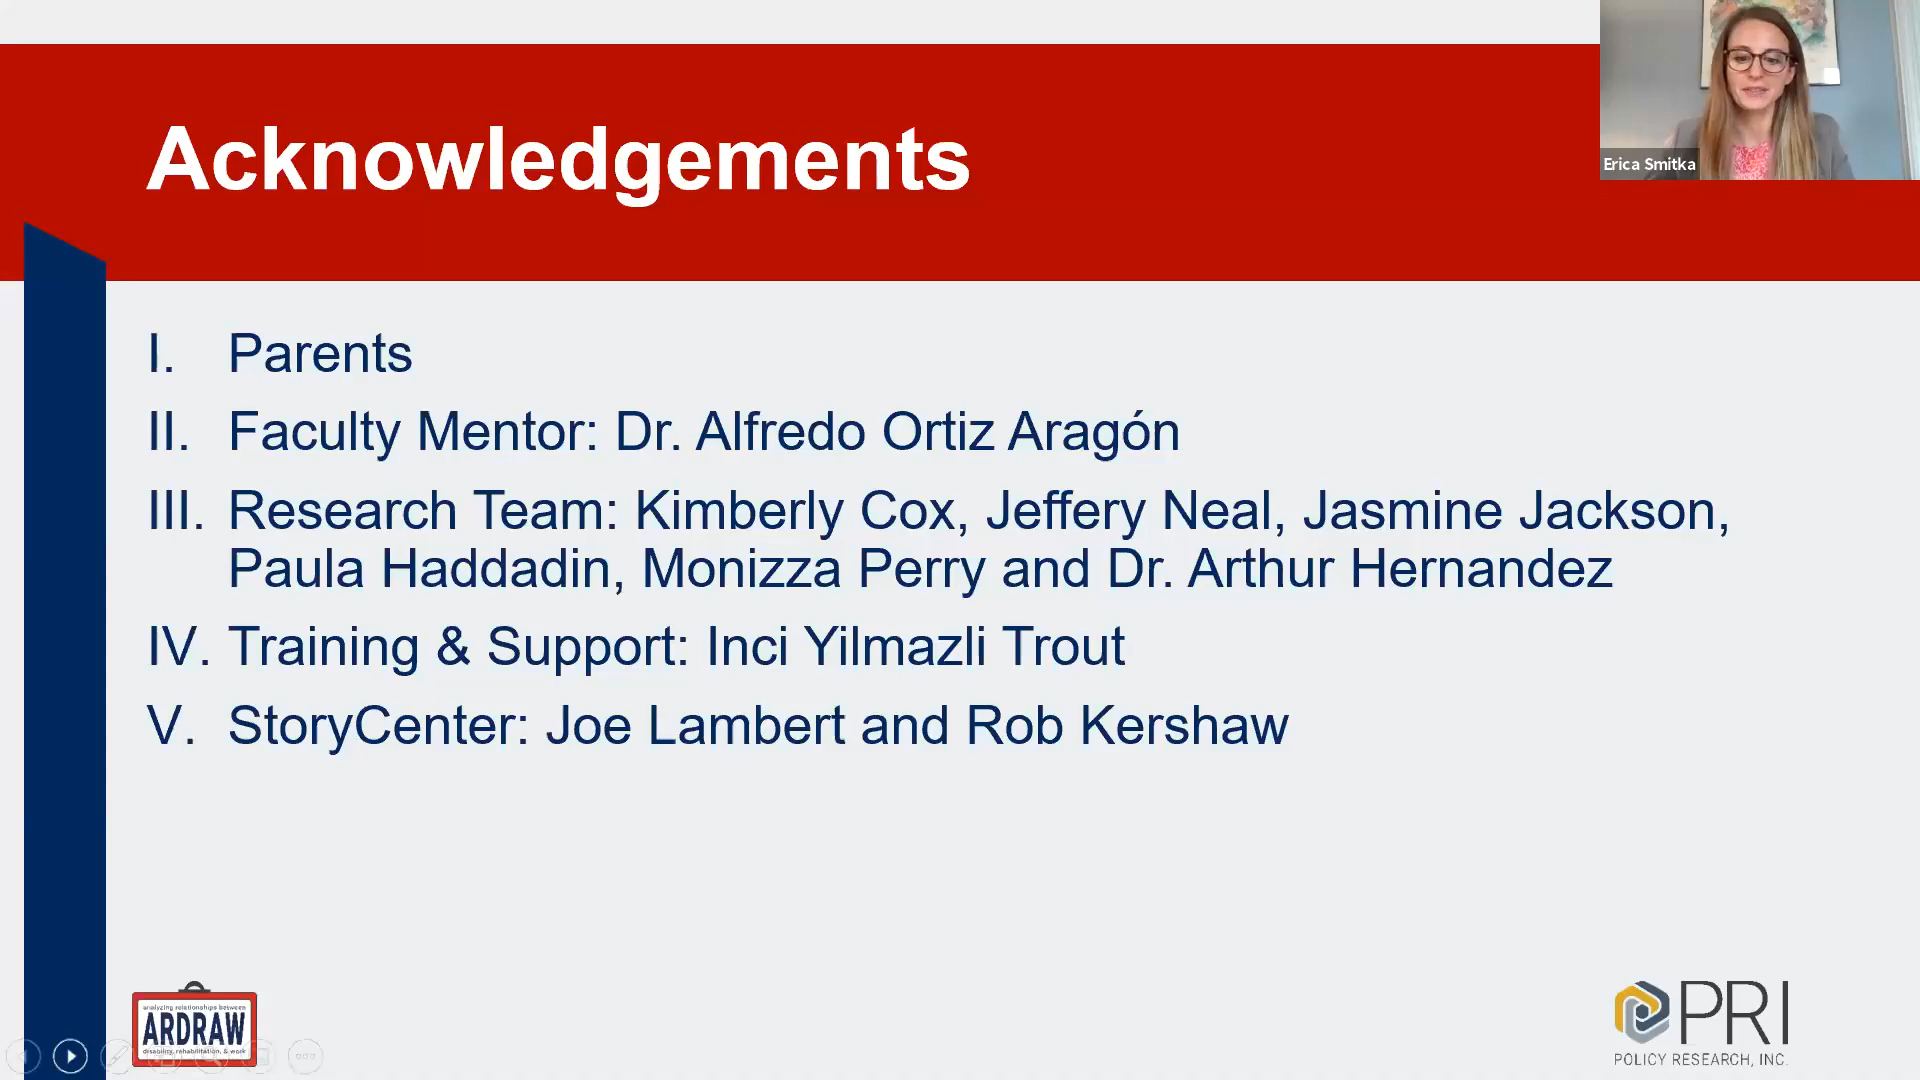 Acknowledgements
Erica Smitka
I. Parents
II. Faculty Mentor: Dr. Alfredo Ortiz Aragón
III. Research Team: Kimberly Cox, Jeffery Neal, Jasmine Jackson,
Paula Haddadin, Monizza Perry and Dr. Arthur Hernandez
IV. Training & Support: Inci Yilmazli Trout
V. StoryCenter: Joe Lambert and Rob Kershaw
analyzing relationships between
ARDRAW
disability, rehabilitation, & work
PRI
POLICY RESEARCH, INC.